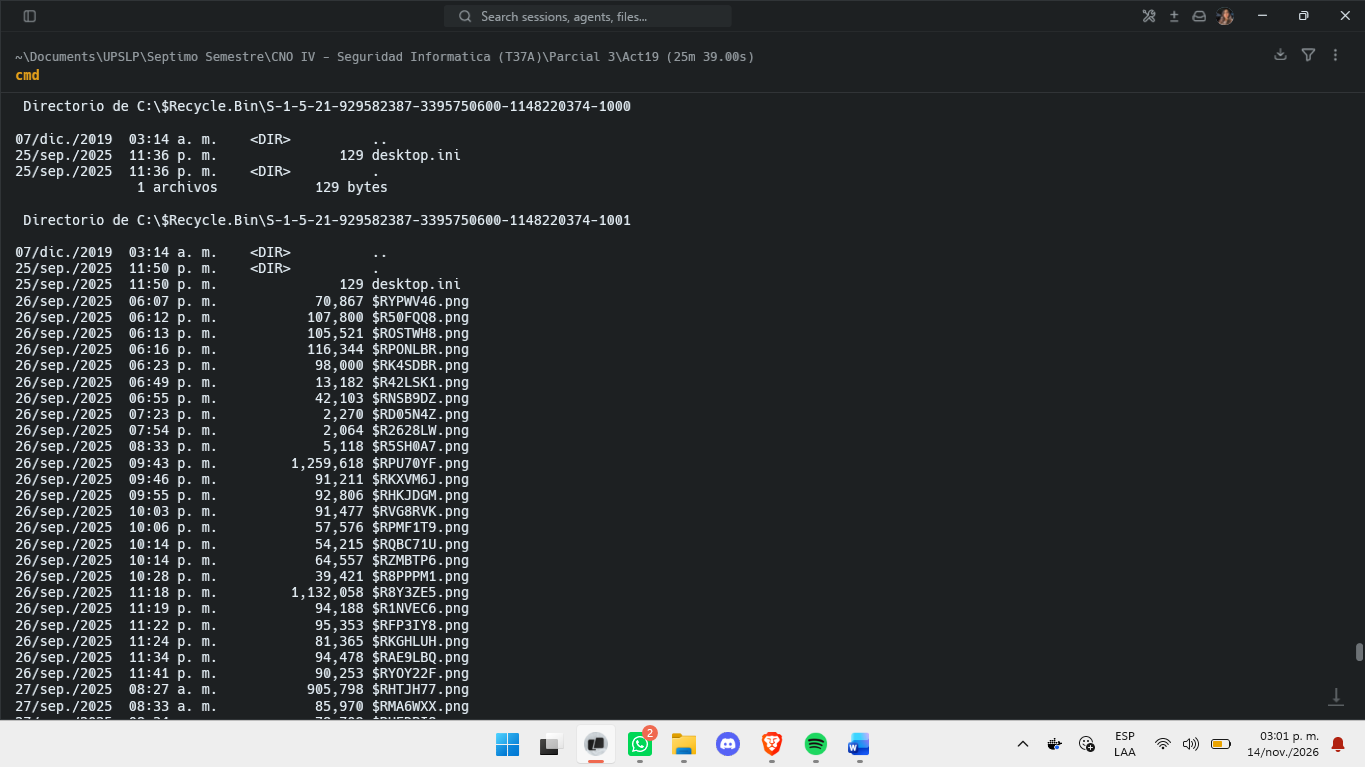 Search sessions, agents, files...
~\Documents\UPSLP\Septimo Semestre\CNO IV - Seguridad Informatica (T37A)\Parcial 3\Act19 (25m 39.00s)
cmd
Directorio de C:\$Recycle.Bin\S-1-5-21-929582387-3395750600-1148220374-1000
07/dic./2019  03:14 a. m.    <DIR>          ..
25/sep./2025  11:36 p. m.               129 desktop.ini
25/sep./2025  11:36 p. m.    <DIR>          .
1 archivos            129 bytes
Directorio de C:\$Recycle.Bin\S-1-5-21-929582387-3395750600-1148220374-1001
07/dic./2019  03:14 a. m.    <DIR>          ..
25/sep./2025  11:50 p. m.    <DIR>          .
25/sep./2025  11:50 p. m.               129 desktop.ini
26/sep./2025  06:07 p. m.            70,867 $RYPWV46.png
26/sep./2025  06:12 p. m.           107,800 $R50FQQ8.png
26/sep./2025  06:13 p. m.           105,521 $ROSTWH8.png
26/sep./2025  06:16 p. m.           116,344 $RPONLBR.png
26/sep./2025  06:23 p. m.            98,000 $RK4SDBR.png
26/sep./2025  06:49 p. m.            13,182 $R42LSK1.png
26/sep./2025  06:55 p. m.            42,103 $RNSB9DZ.png
26/sep./2025  07:23 p. m.             2,270 $RD05N4Z.png
26/sep./2025  07:54 p. m.             2,064 $R2628LW.png
26/sep./2025  08:33 p. m.             5,118 $R5SH0A7.png
26/sep./2025  09:43 p. m.         1,259,618 $RPU70YF.png
26/sep./2025  09:46 p. m.            91,211 $RKXVM6J.png
26/sep./2025  09:55 p. m.            92,806 $RHKJDGM.png
26/sep./2025  10:03 p. m.            91,477 $RVG8RVK.png
26/sep./2025  10:06 p. m.            57,576 $RPMF1T9.png
26/sep./2025  10:14 p. m.            54,215 $RQBC71U.png
26/sep./2025  10:14 p. m.            64,557 $RZMBTP6.png
26/sep./2025  10:28 p. m.            39,421 $R8PPPM1.png
26/sep./2025  11:18 p. m.         1,132,058 $R8Y3ZE5.png
26/sep./2025  11:19 p. m.            94,188 $R1NVEC6.png
26/sep./2025  11:22 p. m.            95,353 $RFP3IY8.png
26/sep./2025  11:24 p. m.            81,365 $RKGHLUH.png
26/sep./2025  11:34 p. m.            94,478 $RAE9LBQ.png
26/sep./2025  11:41 p. m.            90,253 $RYOY22F.png
27/sep./2025  08:27 a. m.           905,798 $RHTJH77.png
27/sep./2025  08:33 a. m.            85,970 $RMA6WXX.png
2
ESP
LAA
03:01 p. m.
14/nov./2026